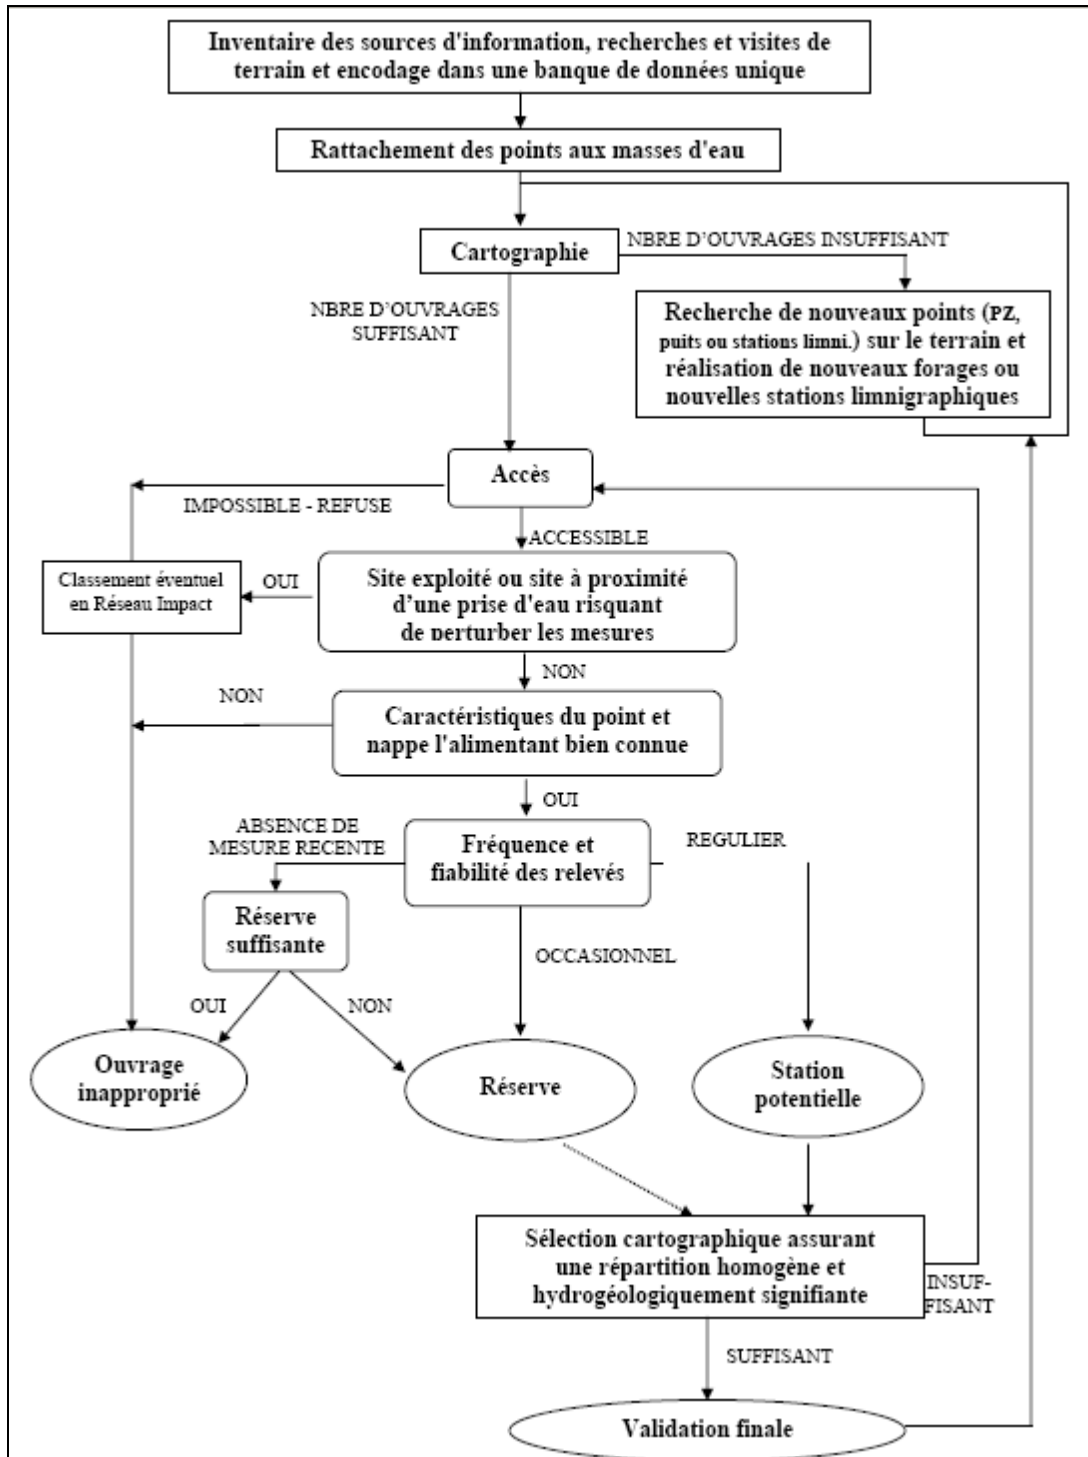 Inventaire des sources d'information, recherches et visites de
terrain et encodage dans une banque de données unique
Rattachement des points aux masses d'eau
Cartographie
NBRE D'OUVRAGES INSUFFISANT
NBRE D'OUVRAGES
SUFFISANT
Recherche de nouveaux points (PZ,
puits ou stations limni.) sur le terrain et
réalisation de nouveaux forages ou
nouvelles stations limnigraphiques
Accès
IMPOSSIBLE - REFUSE
ACCESSIBLE
Classement éventuel
en Réseau Impact
OUI
Site exploité ou site à proximité
d'une prise d'eau risquant
de perturber les mesures
NON
NON
Caractéristiques du point et
nappe l'alimentant bien connue
OUI
ABSENCE DE
MESURE RECENTE
Fréquence et
fiabilité des relevés
REGULIER
Réserve
suffisante
OCCASIONNEL
OUI
NON
Ouvrage
inapproprié
Réserve
Station
potentielle
Sélection cartographique assurant
une répartition homogène et
hydrogéologiquement signifiante
INSUF-
FISANT
SUFFISANT
Validation finale